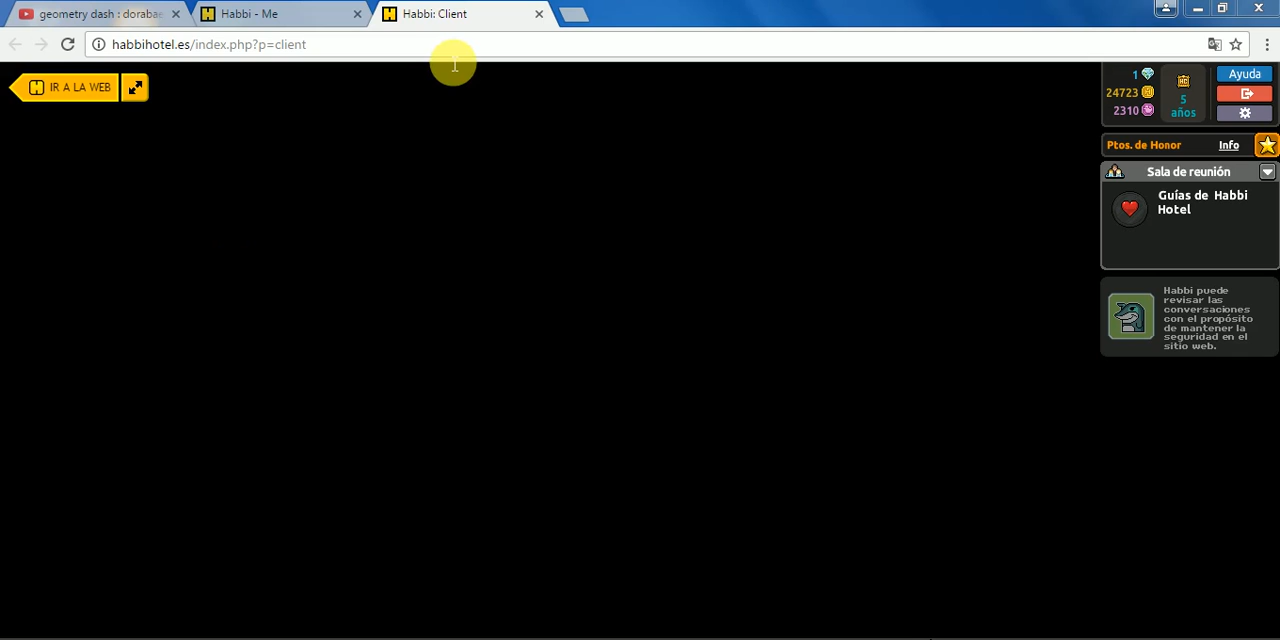 geometry dash : dorabae
Habbi - Me
Habbi: Client
habbihotel.es/index.php?p=client
IR A LA WEB
1
24723
2310
HC
5
años
Ayuda
Ptos. de Honor
Info
Sala de reunión
Guías de Habbi
Hotel
Habbi puede
revisar las
conversaciones
con el propósito
de mantener la
seguridad en el
sitio web.